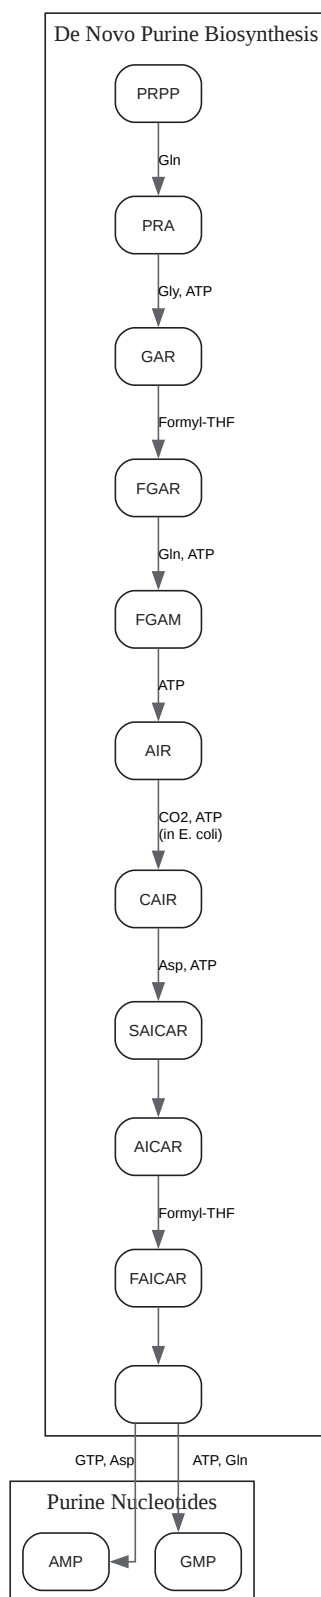 De Novo Purine Biosynthesis
PRPP
Gln
PRA
Gly, ATP
GAR
Formyl-THF
FGAR
Gln, ATP
FGAM
ATP
AIR
CO2, ATP
(in E. coli)
CAIR
Asp, ATP
SAICAR
AICAR
Formyl-THF
FAICAR
GTP, Asp
ATP, Gln
Purine Nucleotides
AMP
GMP